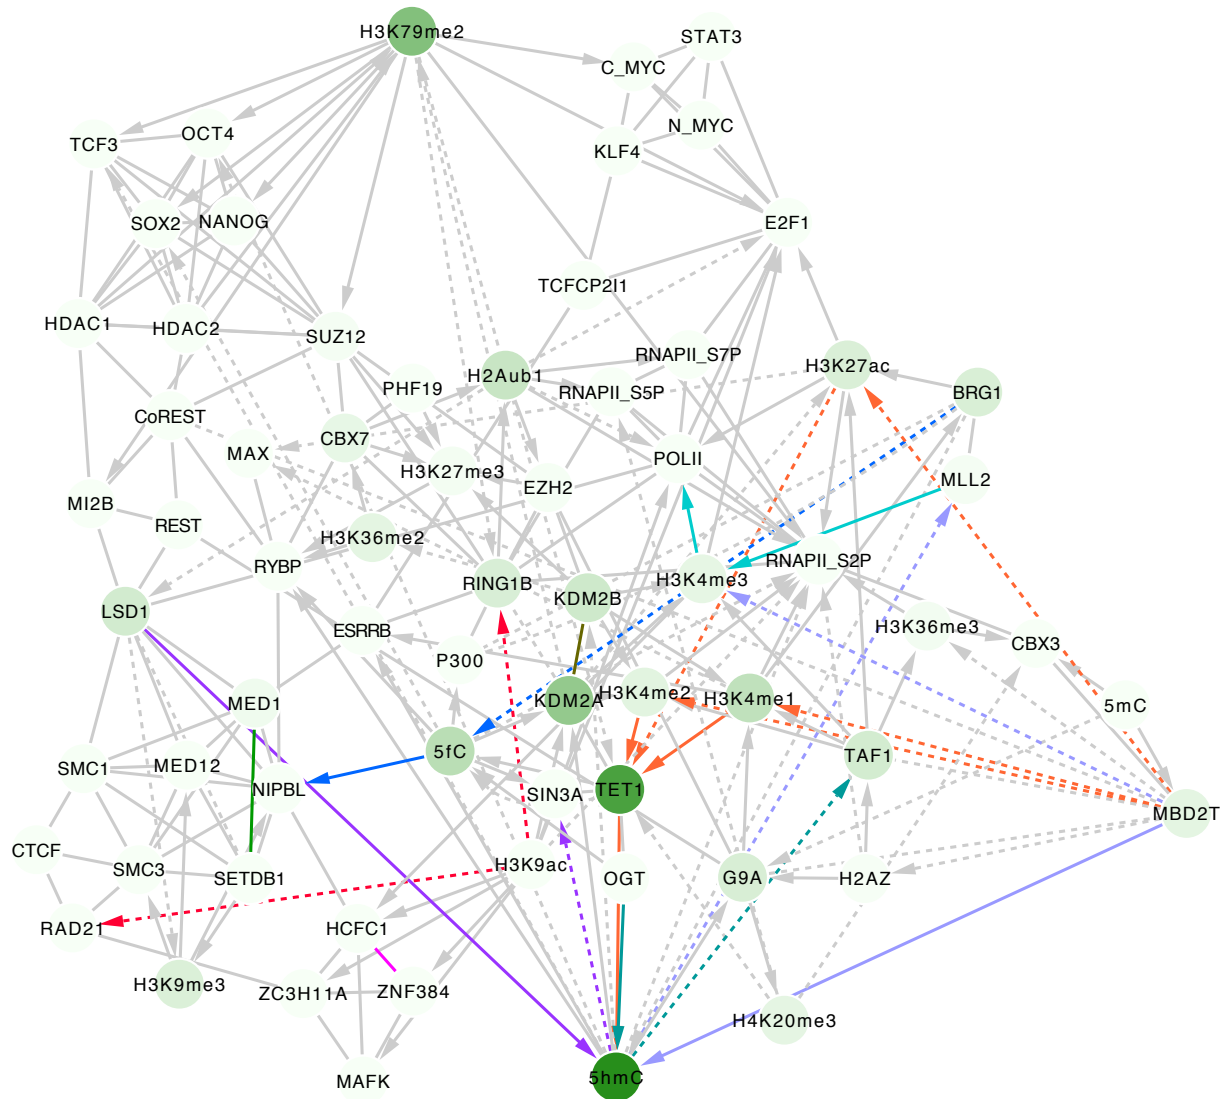 H3K79me2
STAT3
C_MYC
N_MYC
OCT4
TCF3
KLF4
SOX2
NANOG
E2F1
TCFCP2I1
HDAC1
HDAC2
SUZ12
RNAPII_S7P
H3K27ac
H2Aub1
PHF19
RNAPII_S5P
BRG1
CoREST
CBX7
MAX
POLII
H3K27me3
MLL2
EZH2
MI2B
REST
H3K36me2
RNAPII_S2P
RYBP
H3K4me3
RING1B
KDM2B
LSD1
H3K36me3
ESRRB
CBX3
P300
H3K4me2
H3K4me1
KDM2A
MED1
5mC
5fC
TAF1
SMC1
MED12
NIPBL
SIN3A
TET1
MBD2T
CTCF
SMC3
SETDB1
H3K9ac
OGT
G9A
H2AZ
RAD21
HCFC1
H3K9me3
ZC3H11A
ZNF384
H4K20me3
MAFK
5hmC